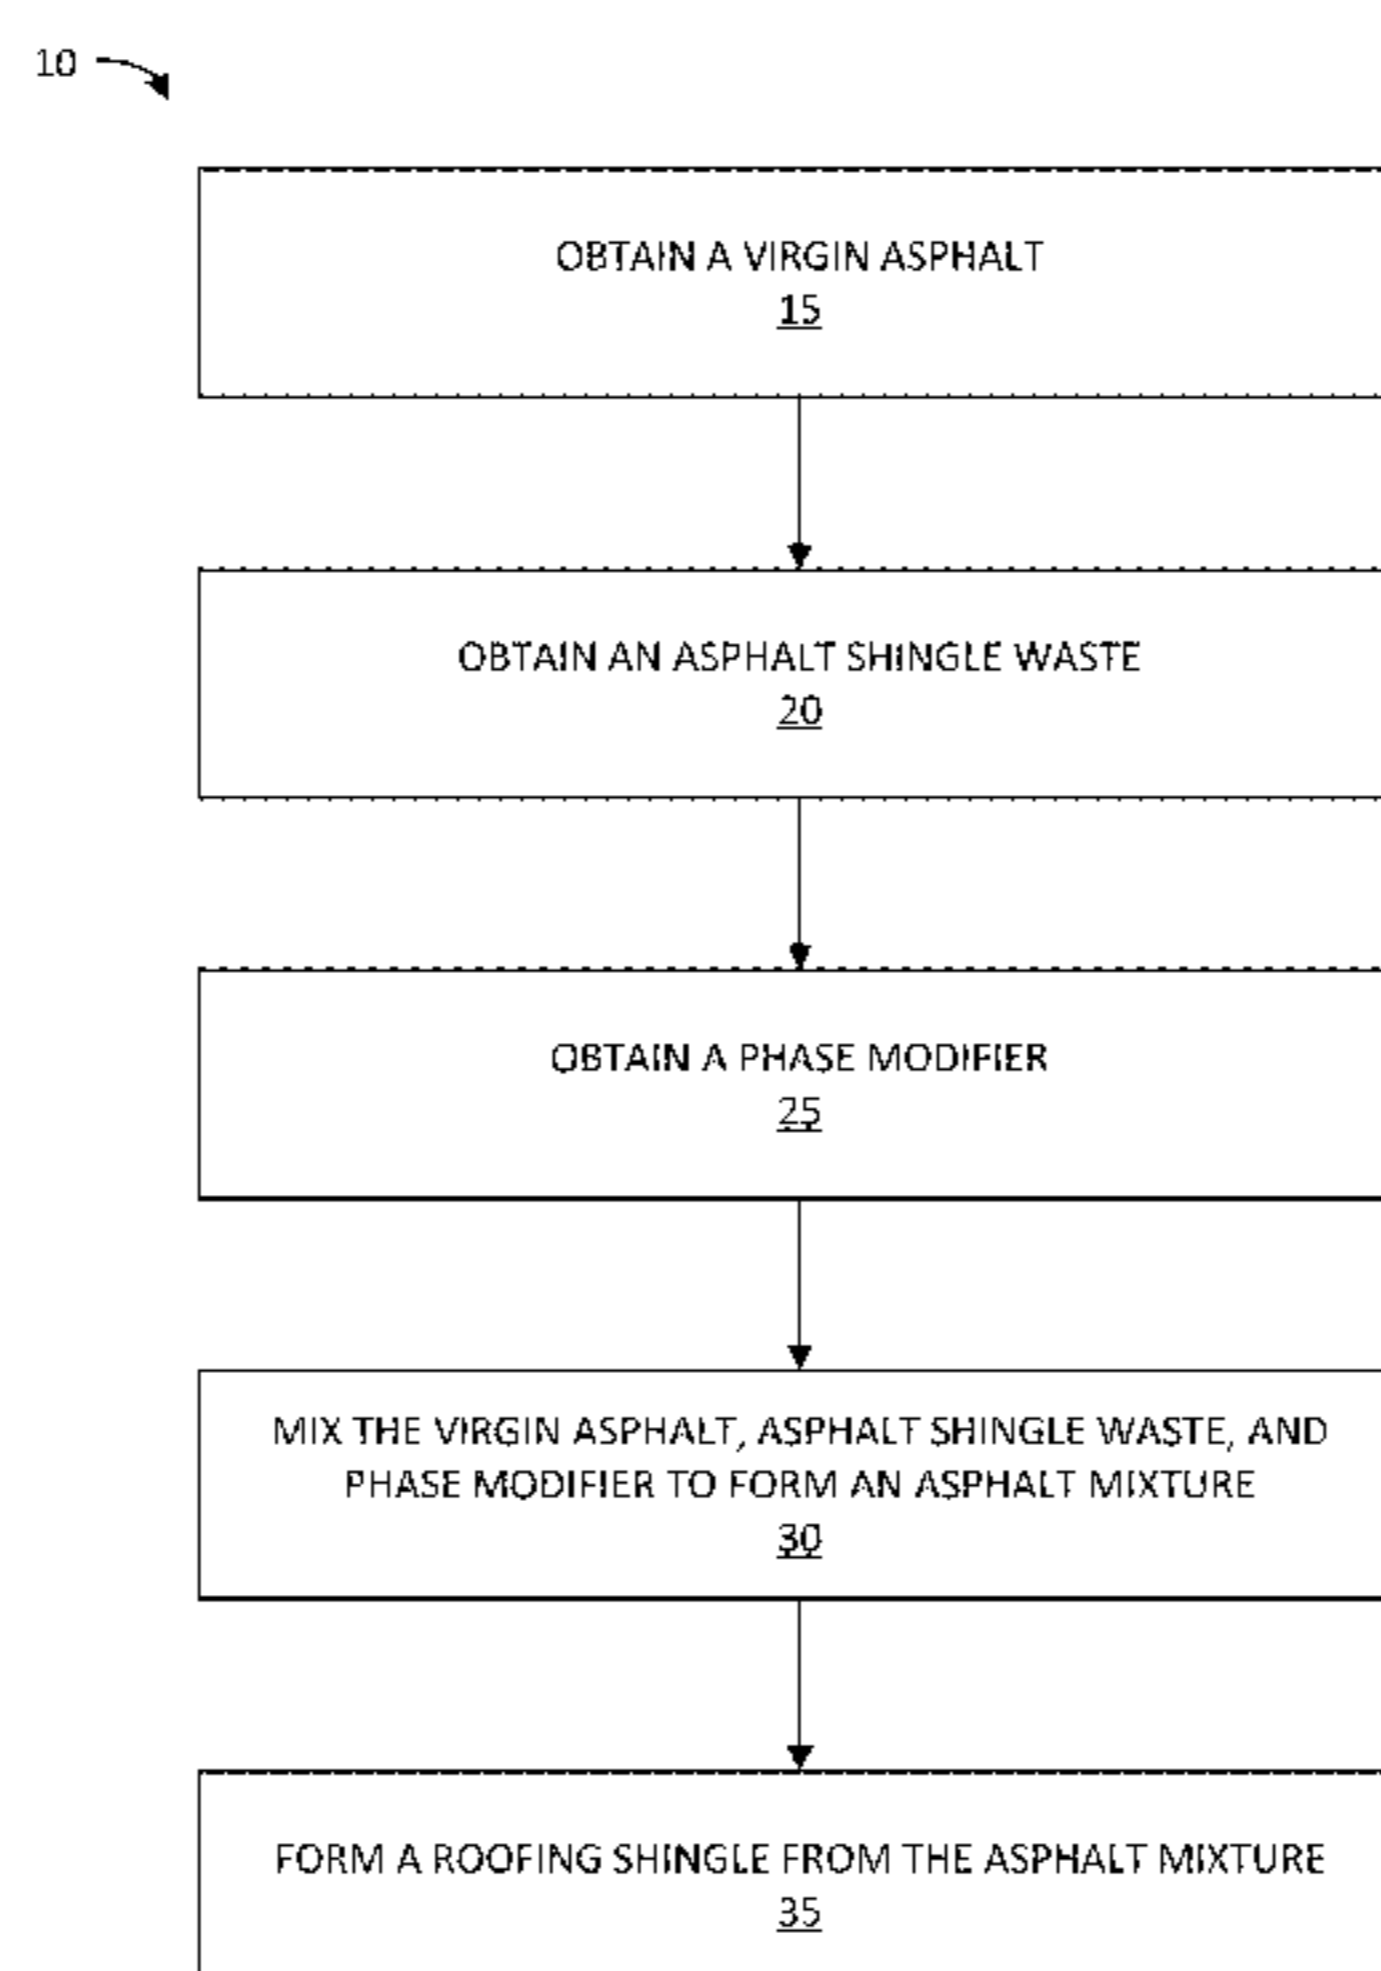 10
OBTAIN A VIRGIN ASPHALT
15
OBTAIN AN ASPHALT SHINGLE WASTE
20
OBTAIN A PHASE MODIFIER
25
MIX THE VIRGIN ASPHALT, ASPHALT SHINGLE WASTE, AND
PHASE MODIFIER TO FORM AN ASPHALT MIXTURE
30
FORM A ROOFING SHINGLE FROM THE ASPHALT MIXTURE
35